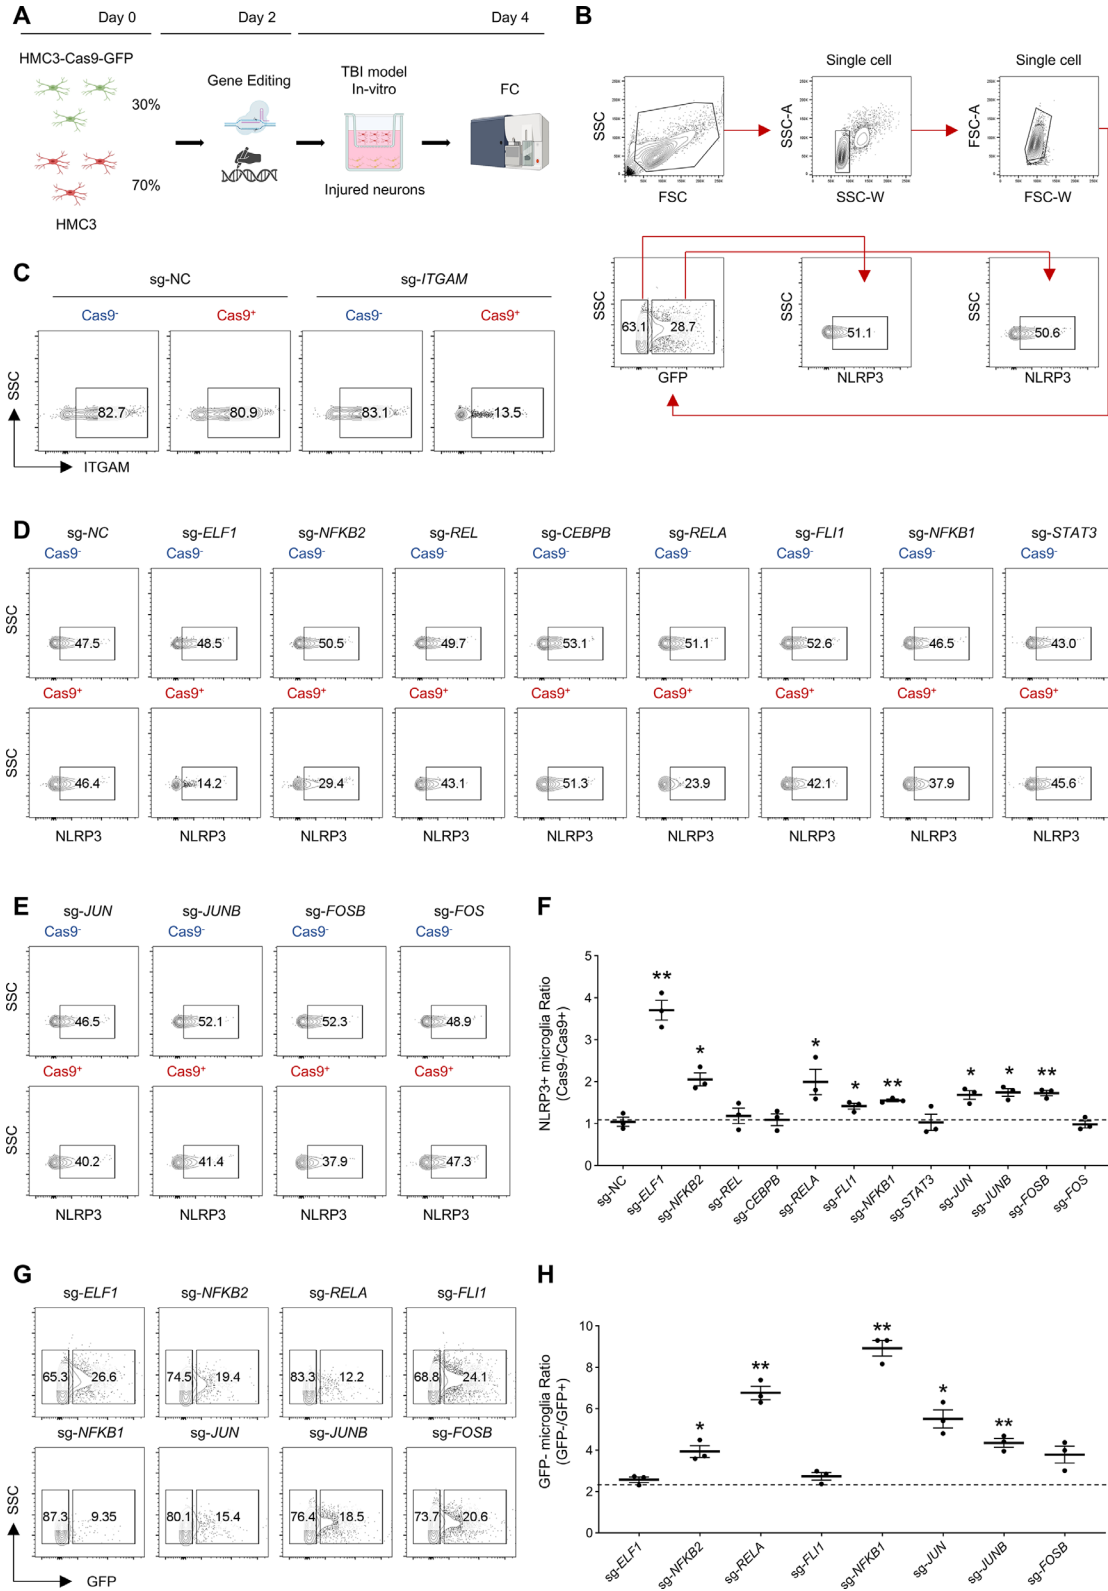 A
Day 0
Day 2
Day 4
HMC3-Cas9-GFP
30%
70%
HMC3
Gene Editing
TBI model
In-vitro
Injured neurons
FC
B
Single cell
Single cell
SSC
FSC
SSC-A
SSC-W
FSC-A
FSC-W
SSC
63.1
28.7
GFP
SSC
51.1
NLRP3
SSC
50.6
NLRP3
C
sg-NC
sg-ITGAM
Cas9-
Cas9+
Cas9-
Cas9+
SSC
82.7
80.9
83.1
13.5
ITGAM
D
sg-NC
sg-ELF1
sg-NFKB2
sg-REL
sg-CEBPB
sg-RELA
sg-FLI1
sg-NFKB1
sg-STAT3
Cas9-
Cas9-
Cas9-
Cas9-
Cas9-
Cas9-
Cas9-
Cas9-
Cas9-
SSC
47.5
48.5
50.5
49.7
53.1
51.1
52.6
46.5
43.0
Cas9+
Cas9+
Cas9+
Cas9+
Cas9+
Cas9+
Cas9+
Cas9+
Cas9+
SSC
46.4
14.2
29.4
43.1
51.3
23.9
42.1
37.9
45.6
NLRP3
NLRP3
NLRP3
NLRP3
NLRP3
NLRP3
NLRP3
NLRP3
NLRP3
E
sg-JUN
sg-JUNB
sg-FOSB
sg-FOS
Cas9-
Cas9-
Cas9-
Cas9-
SSC
46.5
52.1
52.3
48.9
Cas9+
Cas9+
Cas9+
Cas9+
SSC
40.2
41.4
37.9
47.3
NLRP3
NLRP3
NLRP3
NLRP3
F
NLRP3+ microglia Ratio
(Cas9-/Cas9+)
5
4
3
2
1
0
**
*
*
*
**
*
*
**
sg-NC
sg-ELF1
sg-NFKB2
sg-REL
sg-CEBPB
sg-RELA
sg-FLI1
sg-NFKB1
sg-STAT3
sg-JUN
sg-JUNB
sg-FOSB
sg-FOS
G
sg-ELF1
sg-NFKB2
sg-RELA
sg-FLI1
65.3
26.6
74.5
19.4
83.3
12.2
68.8
24.1
sg-NFKB1
sg-JUN
sg-JUNB
sg-FOSB
SSC
87.3
9.35
80.1
15.4
76.4
18.5
73.7
20.6
GFP
H
GFP- microglia Ratio
(GFP-/GFP+)
10
8
6
4
2
0
*
**
**
*
**
sg-ELF1
sg-NFKB2
sg-RELA
sg-FLI1
sg-NFKB1
sg-JUN
sg-JUNB
sg-FOSB